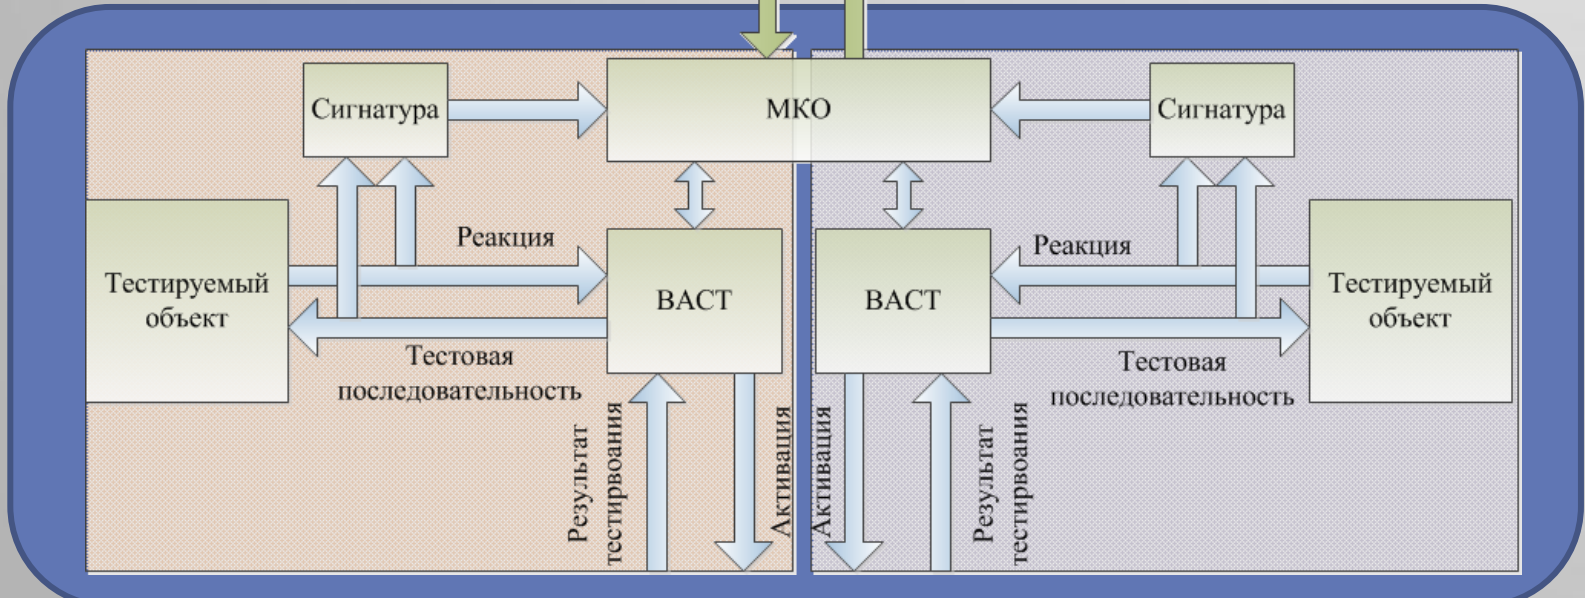 Сигнатура
МКО
Сигнатура
Тестируемый
объект
Реакция
ВАСТ
ВАСТ
Реакция
Тестируемый
объект
Тестовая
последовательность
Тестовая
последовательность
Результат
тестирвоания
Активация
Активация
Результат
тестирвоания